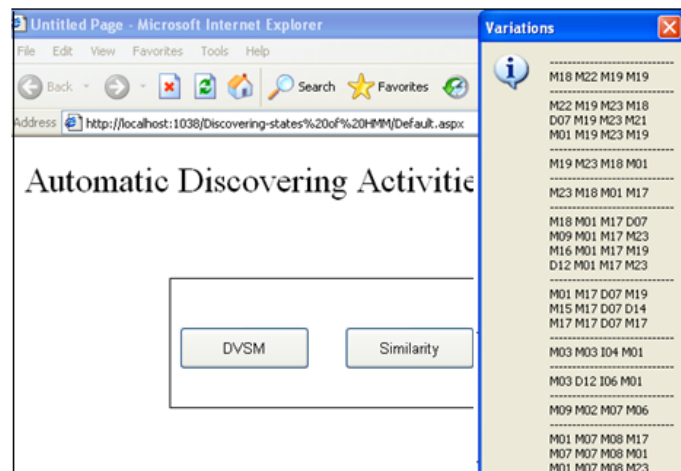 Untitled Page - Microsoft Internet Explorer
File Edit View Favorites Tools Help
Back Search Favorites
Address http://localhost:1038/Discovering-states%20of%20HMM/Default.aspx
Automatic Discovering Activitie
DVSM Similarity
Variations
------------------------------
M18 M22 M19 M19
------------------------------
M22 M19 M23 M18
D07 M19 M23 M21
M01 M19 M23 M19
------------------------------
M19 M23 M18 M01
------------------------------
M23 M18 M01 M17
------------------------------
M18 M01 M17 D07
M09 M01 M17 M23
M16 M01 M17 M19
D12 M01 M17 M23
------------------------------
M01 M17 D07 M19
M15 M17 D07 D14
M17 M17 D07 M17
------------------------------
M03 M03 I04 M01
------------------------------
M03 D12 I06 M01
------------------------------
M09 M02 M07 M06
------------------------------
M01 M07 M08 M17
M07 M07 M08 M01
M01 M07 M08 M23